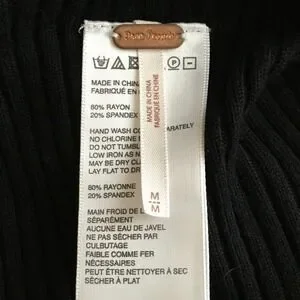 MADE IN CHINA
FABRIQUÉ EN
80% RAYON
20% SPANDEX
HAND WASH CO
ARATELY
NO CHLORINE
DO NOT TUMBL
LOW IRON AS N
MAY BE DRY CL
LAY FLAT TO DR
80% RAYONNE
20% SPANDEX
MAIN FROID DE L
SÉPAREMENT
AUCUNE EAU DE JAVEL
NE PAS SÉCHER PAR
CULBUTAGE
FAIBLE COMME FER
NÉCESSAIRES
PEUT ÊTRE NETTOYER À SEC
SÉCHER À PLAT
MADE IN CHINA
FABRIQUÉ EN CHINE
M
M